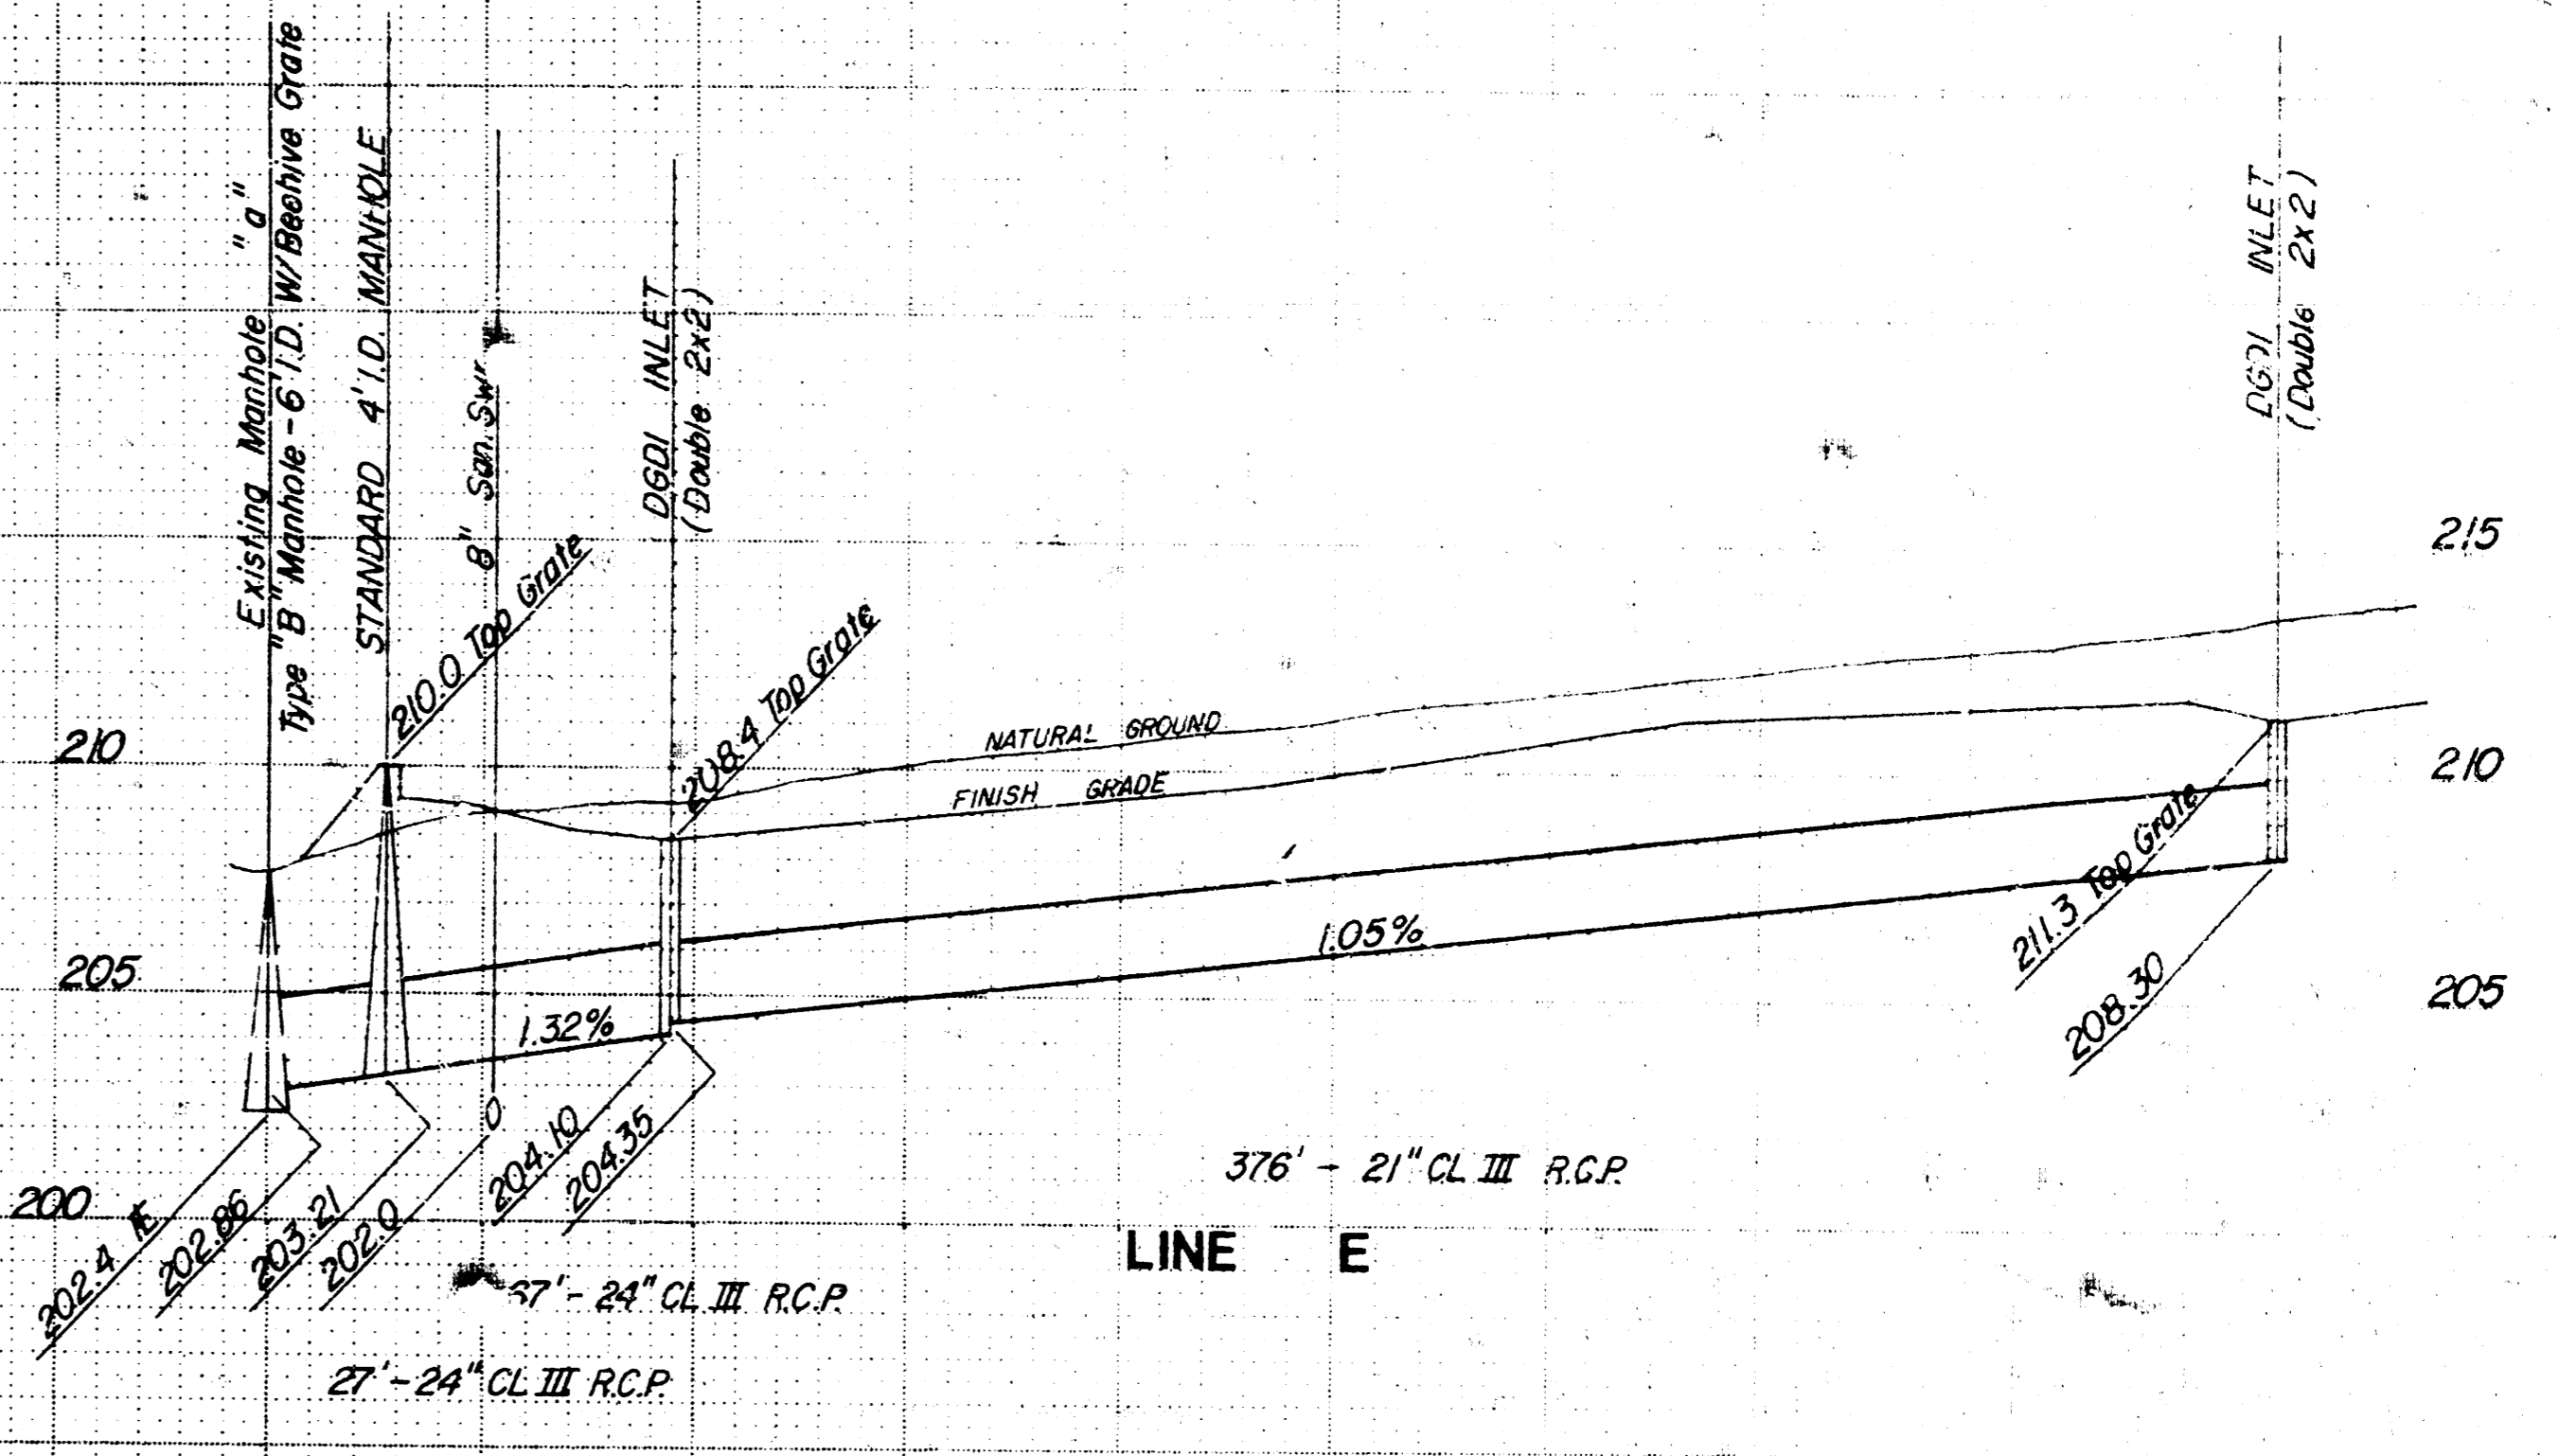 Existing Manhole "a"
Type "B" Manhole - 6' I.D. W/Beehive Grate
STANDARD 4' I.D. MANHOLE
8" San. Swr
DGDI INLET
(Double 2x2)
DGDI INLET
(Double 2x2)
210.0 Top Grate
208.4 Top Grate
NATURAL GROUND
FINISH GRADE
215
210
210
205
205
200
1.32%
1.05%
211.3 Top Grate
208.30
202.4 IE
202.86
203.21
202.0
204.10
204.35
376' - 21" CL III R.C.P.
LINE E
67' - 24" CL III R.C.P.
27' - 24" CL III R.C.P.